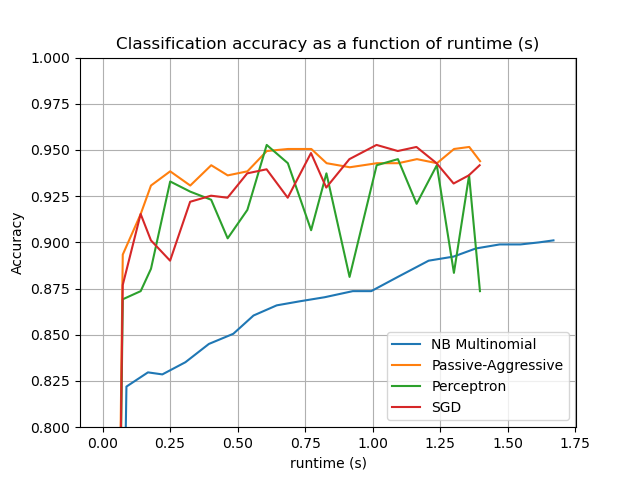 Classification accuracy as a function of runtime (s)
1.000
0.975
0.950
0.925
0.900
0.875
0.850
0.825
0.800
Accuracy
NB Multinomial
Passive-Aggressive
Perceptron
SGD
0.00 0.25 0.50 0.75 1.00 1.25 1.50 1.75
runtime (s)